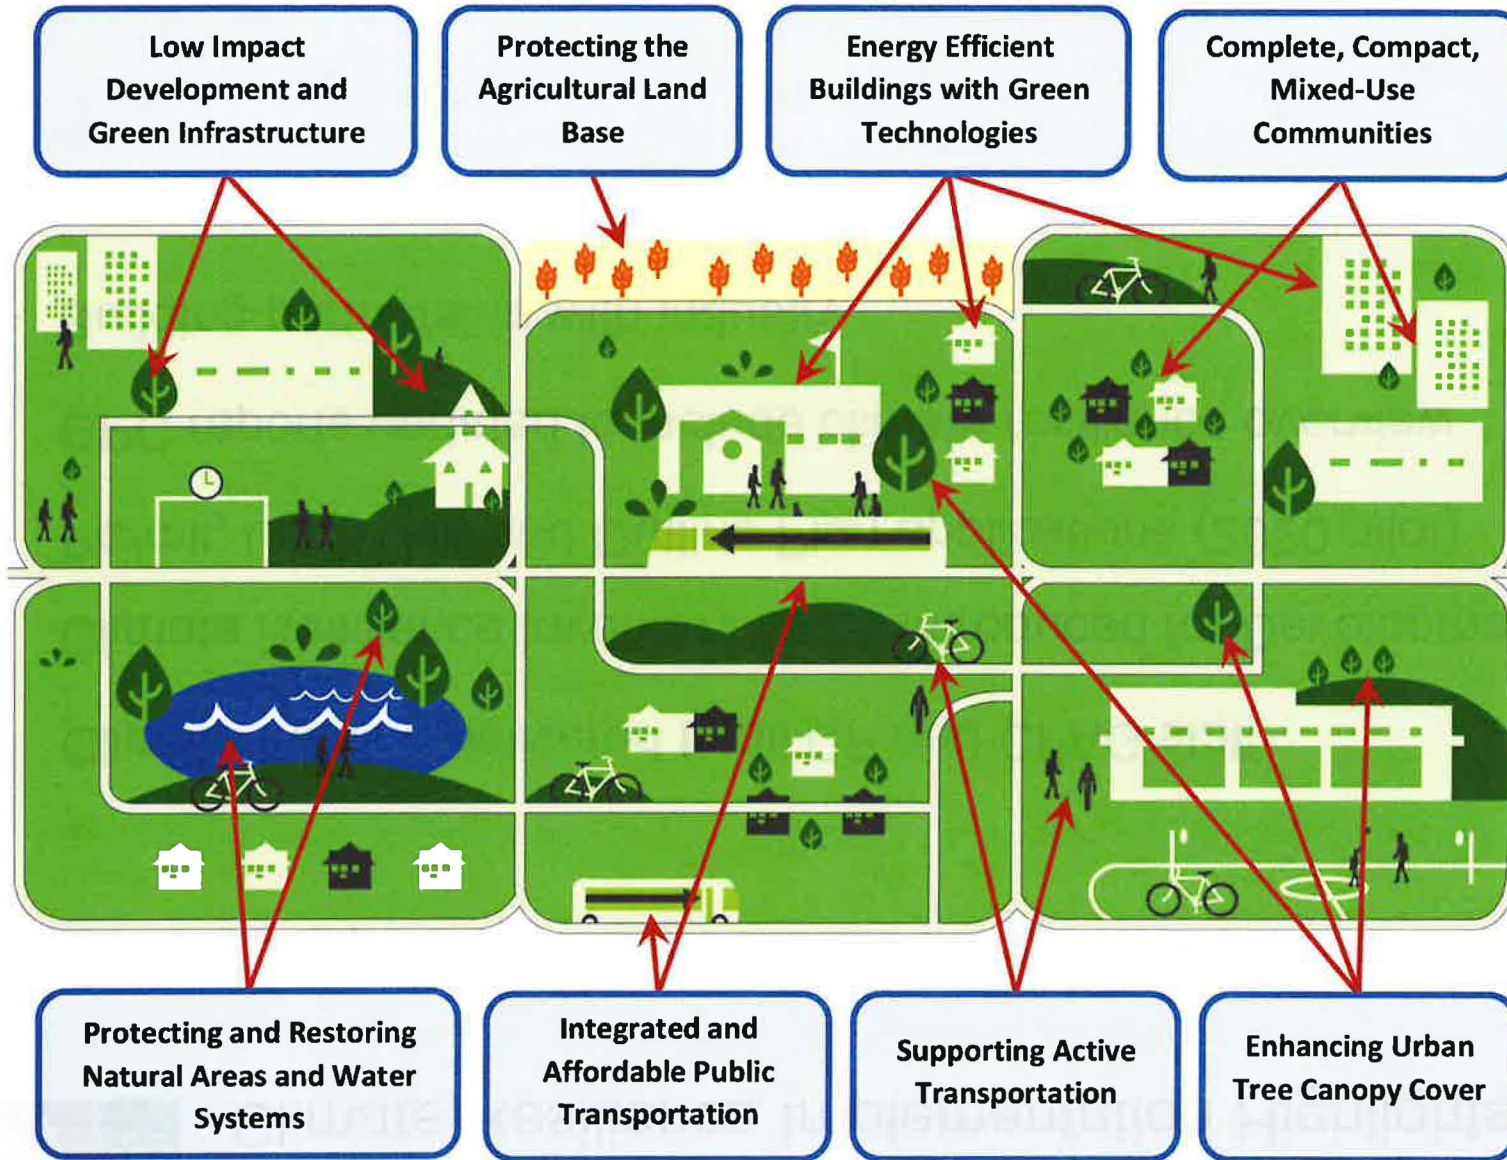 Low Impact
Development and
Green Infrastructure
Protecting the
Agricultural Land
Base
Energy Efficient
Buildings with Green
Technologies
Complete, Compact,
Mixed-Use
Communities
Protecting and Restoring
Natural Areas and Water
Systems
Integrated and
Affordable Public
Transportation
Supporting Active
Transportation
Enhancing Urban
Tree Canopy Cover